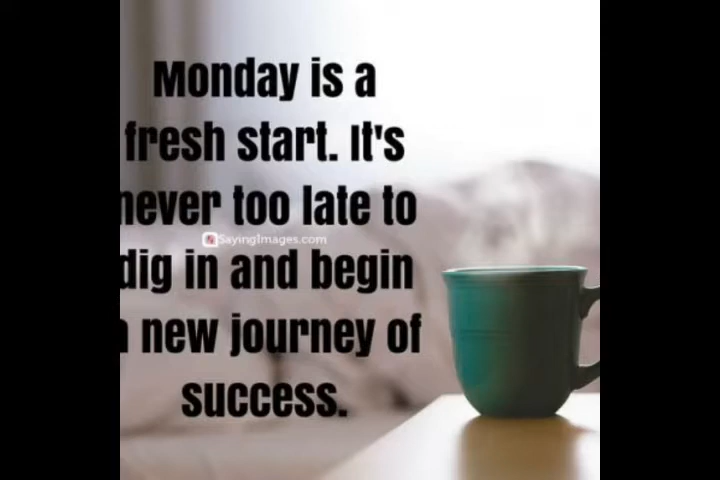 Monday is a
fresh start. It's
never too late to
SayingImages.com
dig in and begin
a new journey of
success.